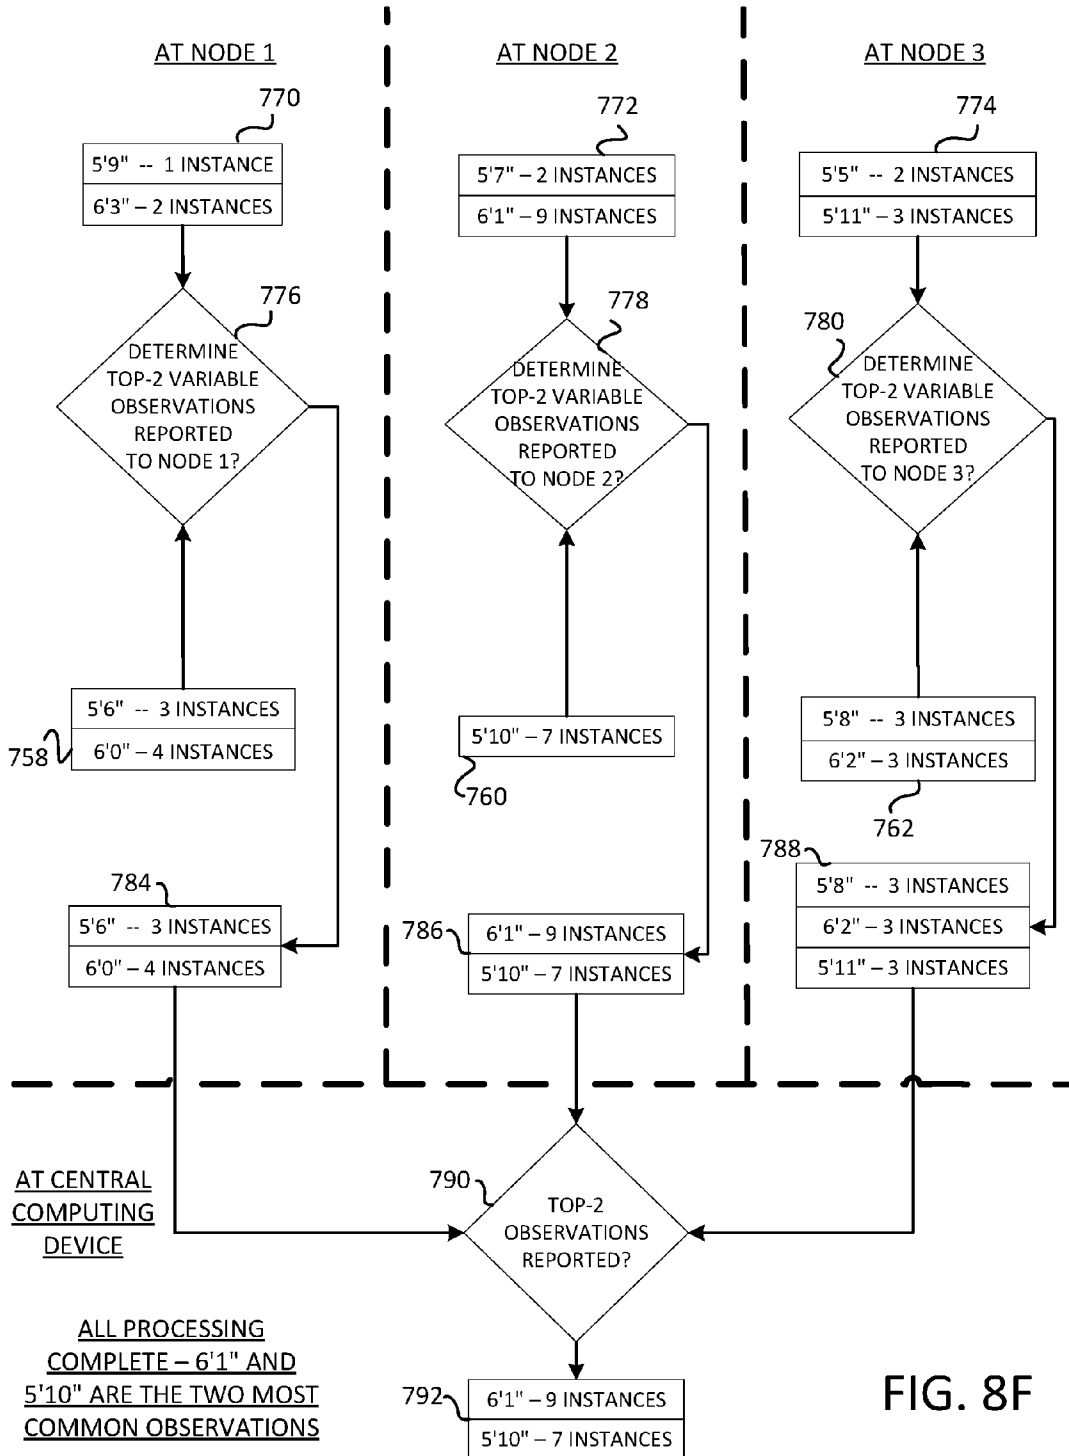 AT NODE 1
770
5'9" -- 1 INSTANCE
6'3" – 2 INSTANCES
776
DETERMINE
TOP-2 VARIABLE
OBSERVATIONS
REPORTED
TO NODE 1?
5'6" -- 3 INSTANCES
6'0" – 4 INSTANCES
758
784
5'6" -- 3 INSTANCES
6'0" – 4 INSTANCES
AT NODE 2
772
5'7" – 2 INSTANCES
6'1" – 9 INSTANCES
778
DETERMINE
TOP-2 VARIABLE
OBSERVATIONS
REPORTED
TO NODE 2?
5'10" – 7 INSTANCES
760
786
6'1" – 9 INSTANCES
5'10" – 7 INSTANCES
AT NODE 3
774
5'5" -- 2 INSTANCES
5'11" – 3 INSTANCES
780
DETERMINE
TOP-2 VARIABLE
OBSERVATIONS
REPORTED
TO NODE 3?
5'8" -- 3 INSTANCES
6'2" – 3 INSTANCES
762
788
5'8" -- 3 INSTANCES
6'2" – 3 INSTANCES
5'11" – 3 INSTANCES
AT CENTRAL
COMPUTING
DEVICE
790
TOP-2
OBSERVATIONS
REPORTED?
ALL PROCESSING
COMPLETE – 6'1" AND
5'10" ARE THE TWO MOST
COMMON OBSERVATIONS
792
6'1" – 9 INSTANCES
5'10" – 7 INSTANCES
FIG. 8F